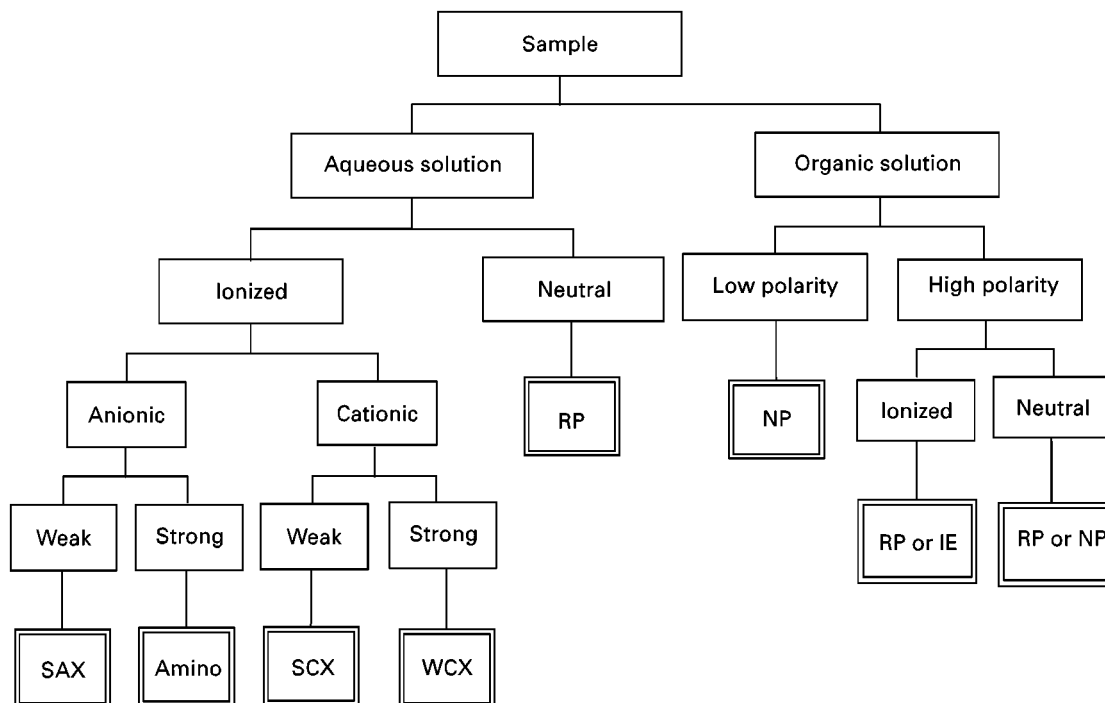 Sample
Aqueous solution
Organic solution
Ionized
Neutral
Low polarity
High polarity
Anionic
Cationic
RP
NP
Ionized
Neutral
Weak
Strong
Weak
Strong
RP or IE
RP or NP
SAX
Amino
SCX
WCX